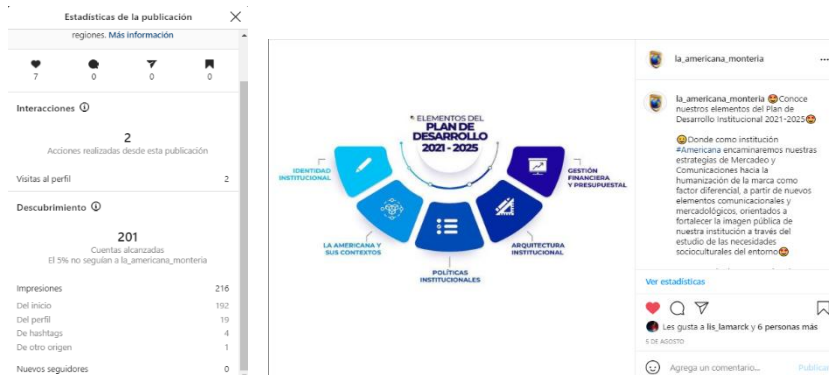 Estadísticas de la publicación
regiones. Más información
7 0 0 0
Interacciones
2
Acciones realizadas desde esta publicación
Visitas al perfil 2
Descubrimiento
201
Cuentas alcanzadas
El 5% no seguían a la_americana_monteria
Impresiones 216
Del inicio 192
Del perfil 19
De hashtags 4
De otro origen 1
Nuevos seguidores 0
ELEMENTOS DEL
PLAN DE
DESARROLLO
2021 - 2025
IDENTIDAD
INSTITUCIONAL
LA AMERICANA Y
SUS CONTEXTOS
POLÍTICAS
INSTITUCIONALES
ARQUITECTURA
INSTITUCIONAL
GESTIÓN
FINANCIERA
Y PRESUPUESTAL
la_americana_monteria
la_americana_monteria Conoce
nuestros elementos del Plan de
Desarrollo Institucional 2021-2025
Donde como institución
#Americana encaminaremos nuestras
estrategias de Mercadeo y
Comunicaciones hacia la
humanización de la marca como
factor diferencial, a partir de nuevos
elementos comunicacionales y
mercadológicos, orientados a
fortalecer la imagen pública de
nuestra institución a través del
estudio de las necesidades
socioculturales del entorno
Ver estadísticas
Les gusta a lis_lamarck y 6 personas más
5 DE AGOSTO
Agrega un comentario... Publicar